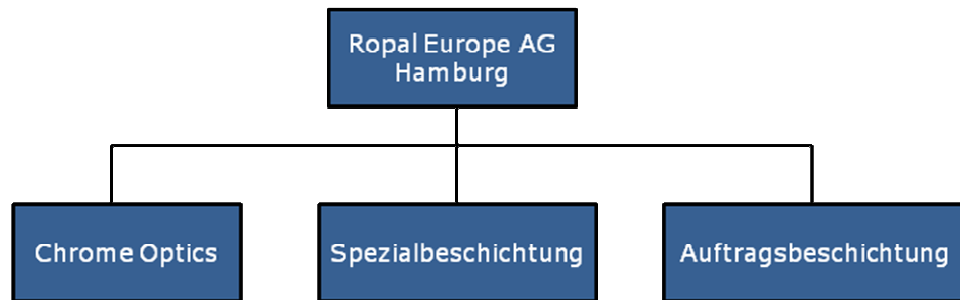 Ropal Europe AG
Hamburg
Chrome Optics
Spezialbeschichtung
Auftragsbeschichtung